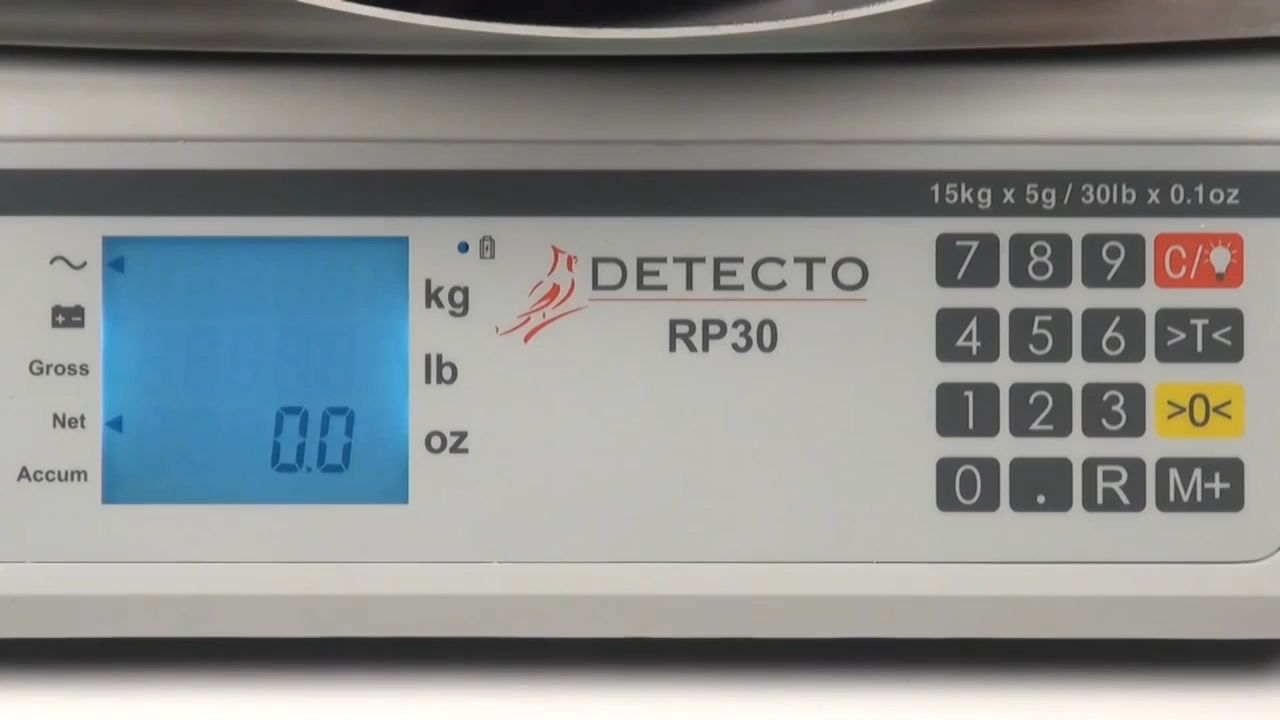 15kg x 5g / 30lb x 0.1oz
Gross
Net
Accum
0.0
kg
lb
oz
DETECTO
RP30
7 8 9 C/
4 5 6 >T<
1 2 3 >0<
0 . R M+